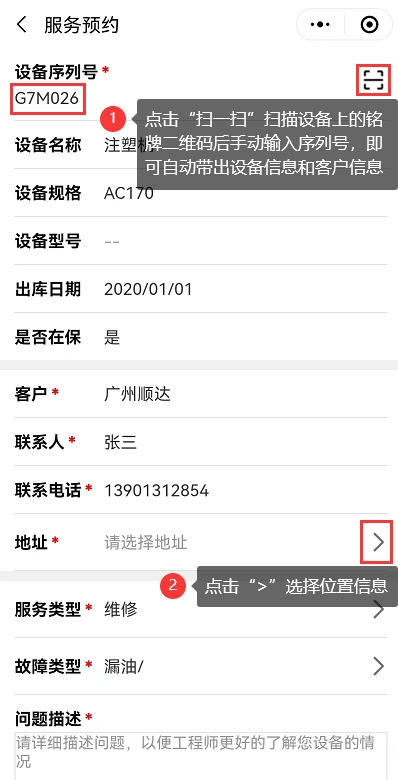 服务预约
设备序列号*
G7M026
1 点击“扫一扫”扫描设备上的铭
牌二维码后手动输入序列号，即
可自动带出设备信息和客户信息
设备名称 注塑机
设备规格 AC170
设备型号 --
出库日期 2020/01/01
是否在保 是
客户* 广州顺达
联系人* 张三
联系电话* 13901312854
地址* 请选择地址
2 点击“>”选择位置信息
服务类型* 维修
故障类型* 漏油/
问题描述*
请详细描述问题，以便工程师更好的了解您设备的情
况